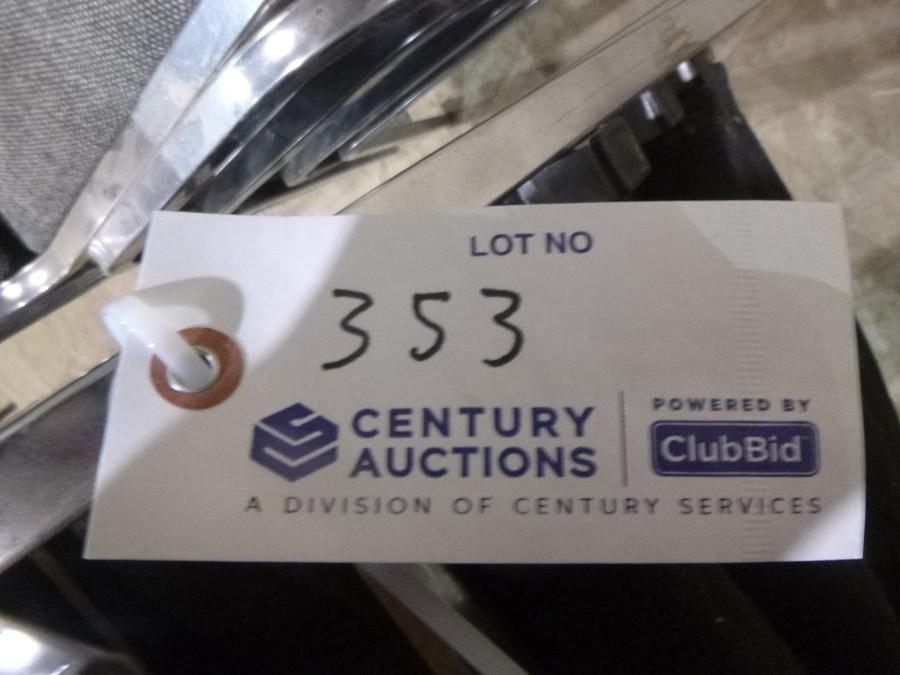 LOT NO
353
CENTURY AUCTIONS
POWERED BY
ClubBid
A DIVISION OF CENTURY SERVICES